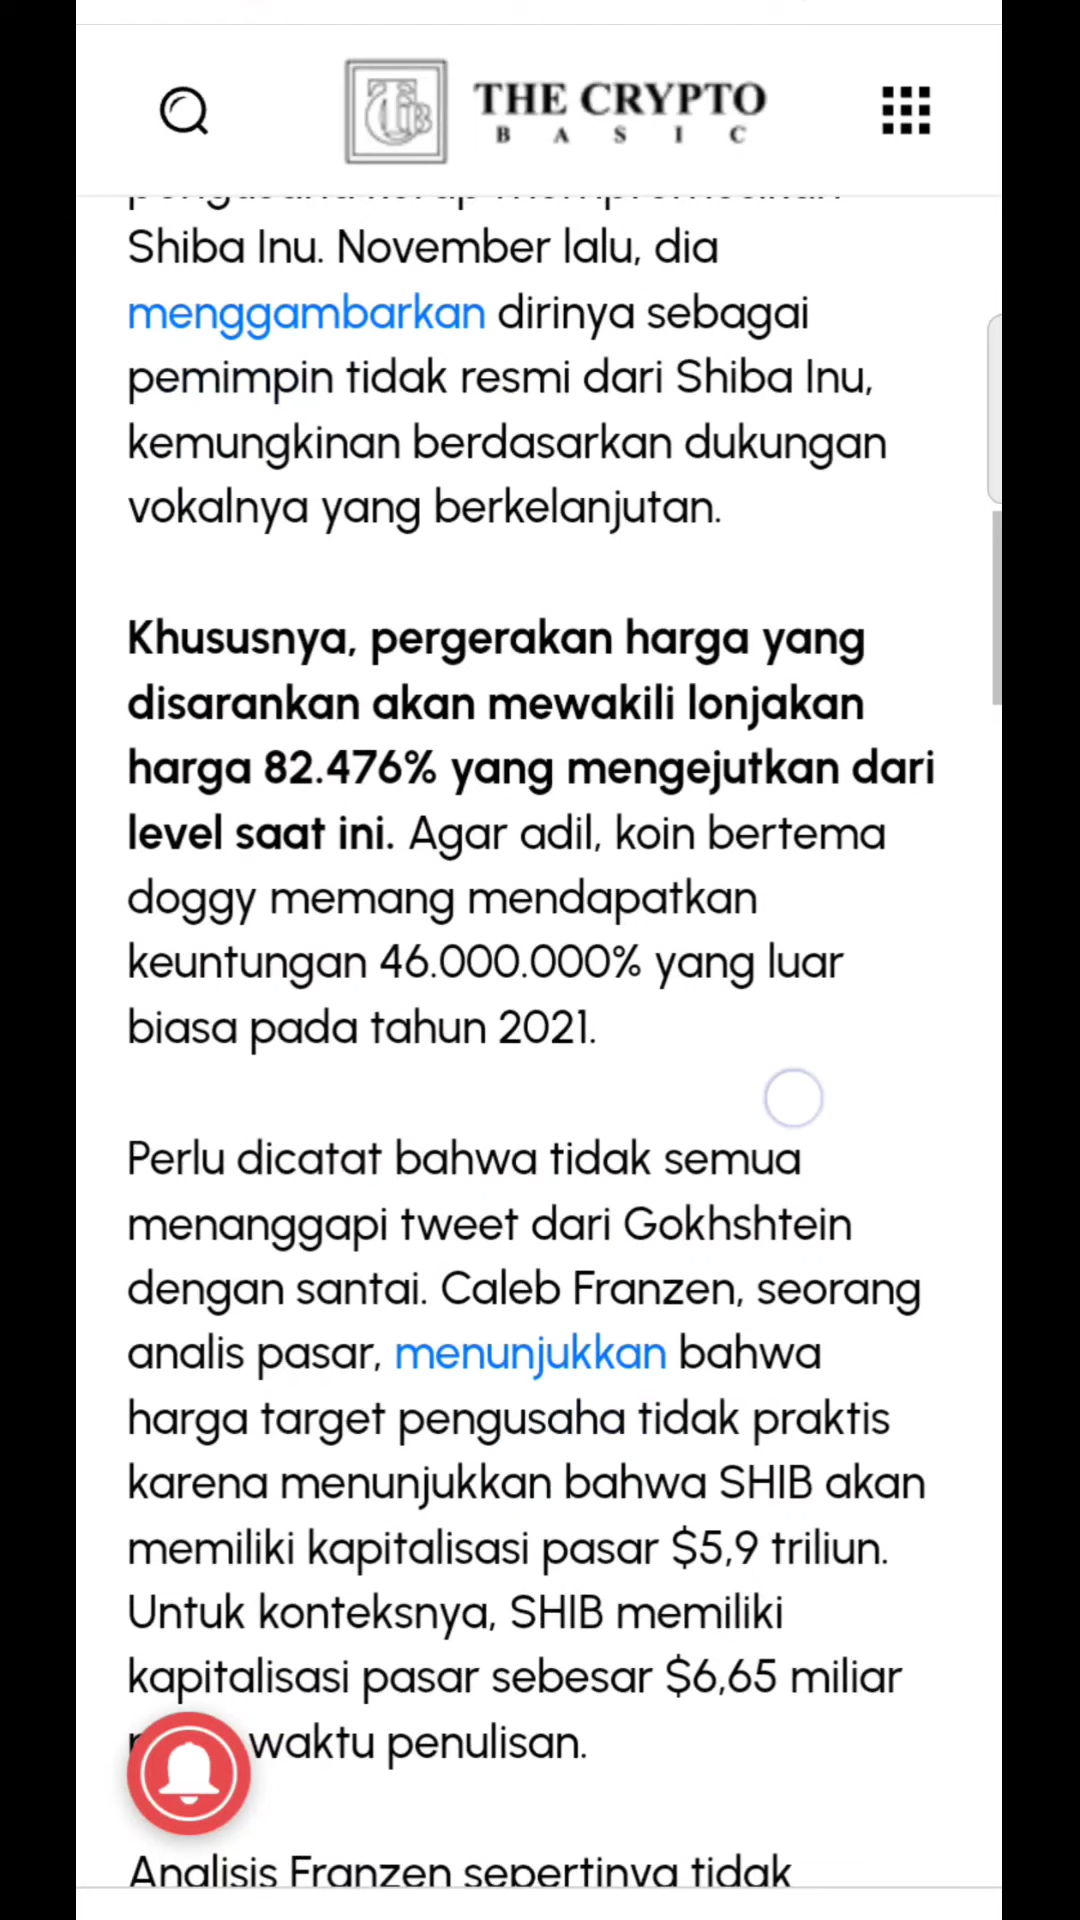 THE CRYPTO
BASIC
Shiba Inu. November lalu, dia
menggambarkan dirinya sebagai
pemimpin tidak resmi dari Shiba Inu,
kemungkinan berdasarkan dukungan
vokalnya yang berkelanjutan.
Khususnya, pergerakan harga yang
disarankan akan mewakili lonjakan
harga 82.476% yang mengejutkan dari
level saat ini. Agar adil, koin bertema
doggy memang mendapatkan
keuntungan 46.000.000% yang luar
biasa pada tahun 2021.
Perlu dicatat bahwa tidak semua
menanggapi tweet dari Gokhshtein
dengan santai. Caleb Franzen, seorang
analis pasar, menunjukkan bahwa
harga target pengusaha tidak praktis
karena menunjukkan bahwa SHIB akan
memiliki kapitalisasi pasar $5,9 triliun.
Untuk konteksnya, SHIB memiliki
kapitalisasi pasar sebesar $6,65 miliar
waktu penulisan.
Analisis Franzen sepertinya tidak